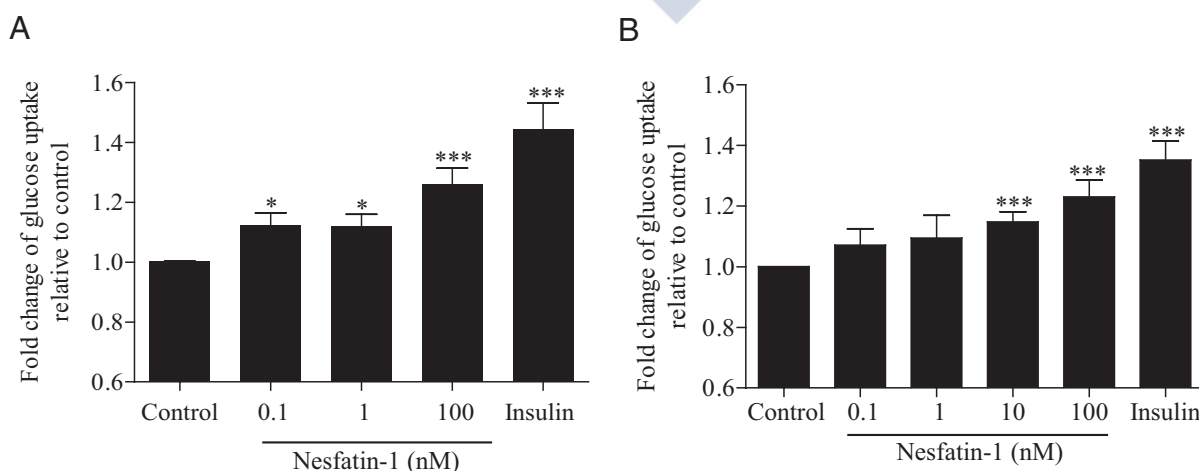 A
Fold change of glucose uptake
relative to control
1.6
1.4
1.2
1.0
0.8
0.6
*
*
***
***
Control
0.1
1
100
Insulin
Nesfatin-1 (nM)
B
Fold change of glucose uptake
relative to control
1.6
1.4
1.2
1.0
0.8
0.6
***
***
***
Control
0.1
1
10
100
Insulin
Nesfatin-1 (nM)